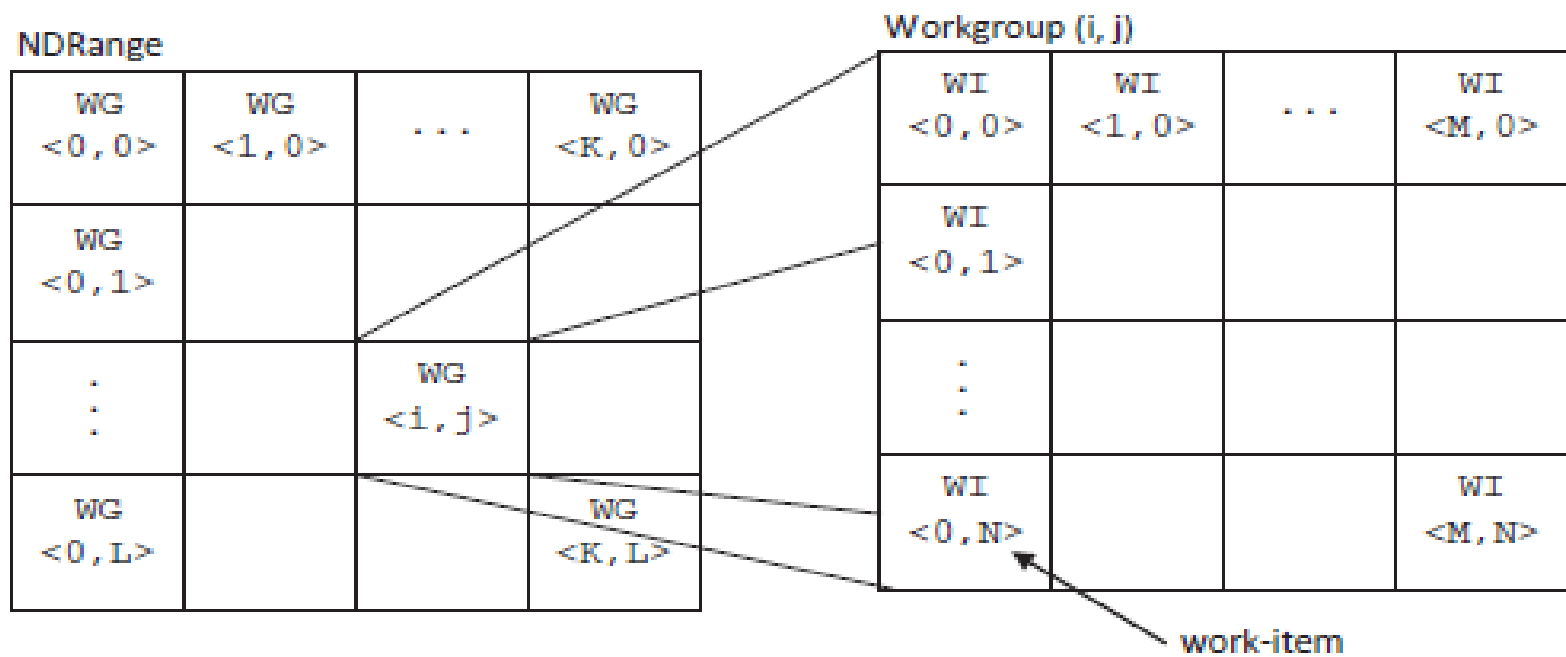 NDRange
WG WG WG
<0,0> <1,0> ... <K,0>
WG
<0,1>
WG
<i,j>
WG WG
<0,L> <K,L>
Workgroup (i, j)
WI WI WI
<0,0> <1,0> ... <M,0>
WI
<0,1>
WI WI
<0,N> <M,N>
work-item